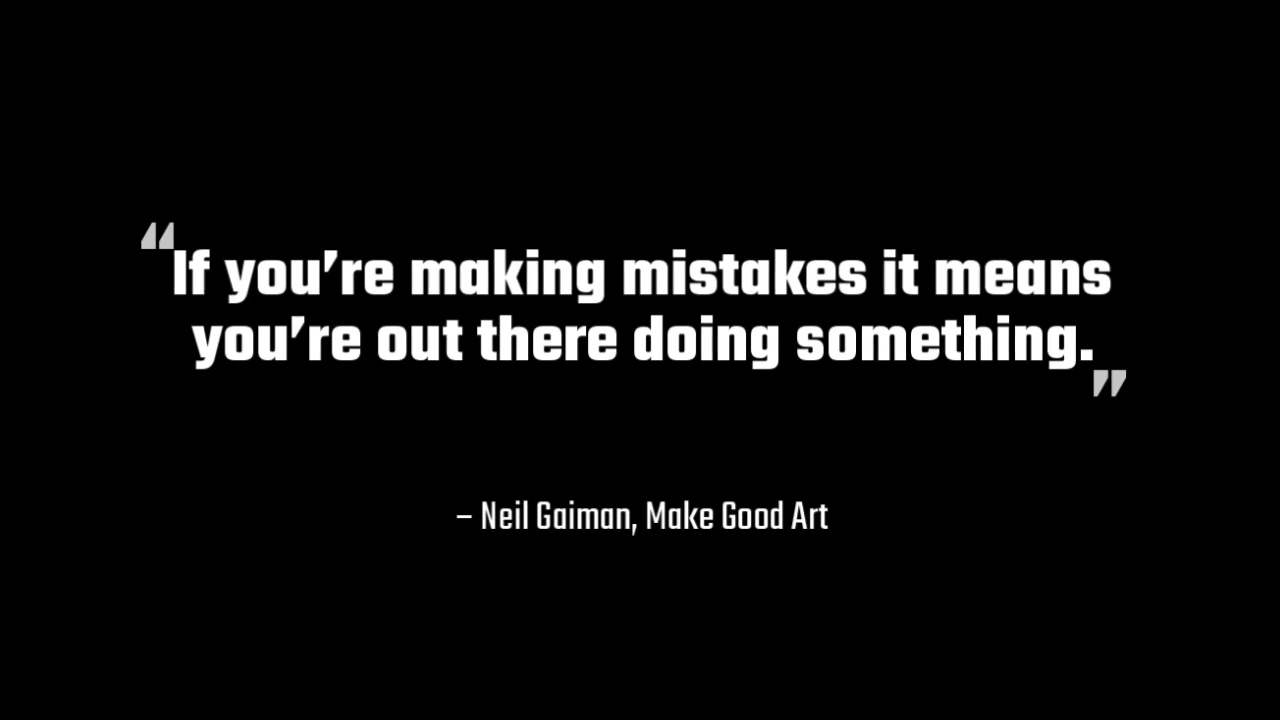 “If you’re making mistakes it means
you’re out there doing something.”
– Neil Gaiman, Make Good Art